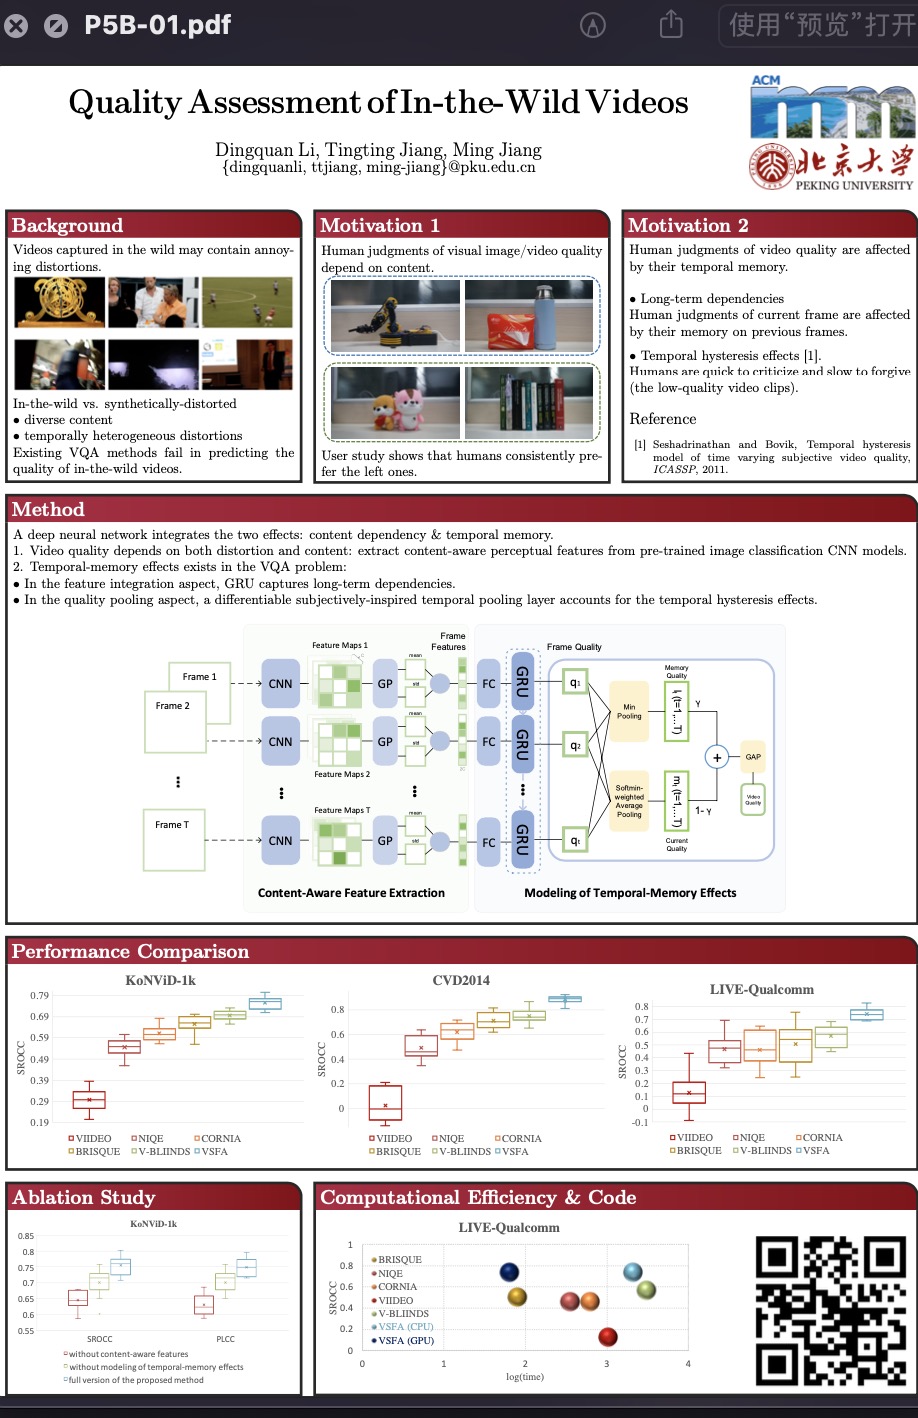 P5B-01.pdf
使用“预览”打开
Quality Assessment of In-the-Wild Videos
Dingquan Li, Tingting Jiang, Ming Jiang
{dingquanli, ttjiang, ming-jiang}@pku.edu.cn
ACM
mm
北京大学
PEKING UNIVERSITY
Background
Videos captured in the wild may contain annoy-
ing distortions.
In-the-wild vs. synthetically-distorted
• diverse content
• temporally heterogeneous distortions
Existing VQA methods fail in predicting the
quality of in-the-wild videos.
Motivation 1
Human judgments of visual image/video quality
depend on content.
User study shows that humans consistently pre-
fer the left ones.
Motivation 2
Human judgments of video quality are affected
by their temporal memory.
• Long-term dependencies
Human judgments of current frame are affected
by their memory on previous frames.
• Temporal hysteresis effects [1].
Humans are quick to criticize and slow to forgive
(the low-quality video clips).
Reference
[1] Seshadrinathan and Bovik, Temporal hysteresis
model of time varying subjective video quality,
ICASSP, 2011.
Method
A deep neural network integrates the two effects: content dependency & temporal memory.
1. Video quality depends on both distortion and content: extract content-aware perceptual features from pre-trained image classification CNN models.
2. Temporal-memory effects exists in the VQA problem:
• In the feature integration aspect, GRU captures long-term dependencies.
• In the quality pooling aspect, a differentiable subjectively-inspired temporal pooling layer accounts for the temporal hysteresis effects.
Frame 1
Frame 2
Frame T
CNN
CNN
CNN
Feature Maps 1
Feature Maps 2
Feature Maps T
GP
GP
GP
mean
std
mean
std
mean
std
Frame
Features
FC
FC
FC
GRU
GRU
GRU
Frame Quality
q1
q2
qt
Min
Pooling
Softmin-
weighted
Average
Pooling
Memory
Quality
lt (t=1,...T)
mt (t=1,...T)
Current
Quality
γ
1- γ
+
GAP
Video
Quality
Content-Aware Feature Extraction
Modeling of Temporal-Memory Effects
Performance Comparison
KoNViD-1k
SROCC
0.79
0.69
0.59
0.49
0.39
0.29
0.19
VIIDEO NIQE CORNIA
BRISQUE V-BLIINDS VSFA
CVD2014
SROCC
0.8
0.6
0.4
0.2
0
VIIDEO NIQE CORNIA
BRISQUE V-BLIINDS VSFA
LIVE-Qualcomm
SROCC
0.8
0.7
0.6
0.5
0.4
0.3
0.2
0.1
0
-0.1
VIIDEO NIQE CORNIA
BRISQUE V-BLIINDS VSFA
Ablation Study
KoNViD-1k
0.85
0.8
0.75
0.7
0.65
0.6
0.55
SROCC PLCC
without content-aware features
without modeling of temporal-memory effects
full version of the proposed method
Computational Efficiency & Code
LIVE-Qualcomm
SROCC
1
0.8
0.6
0.4
0.2
0
BRISQUE
NIQE
CORNIA
VIIDEO
V-BLIINDS
VSFA (CPU)
VSFA (GPU)
0 1 2 3 4
log(time)